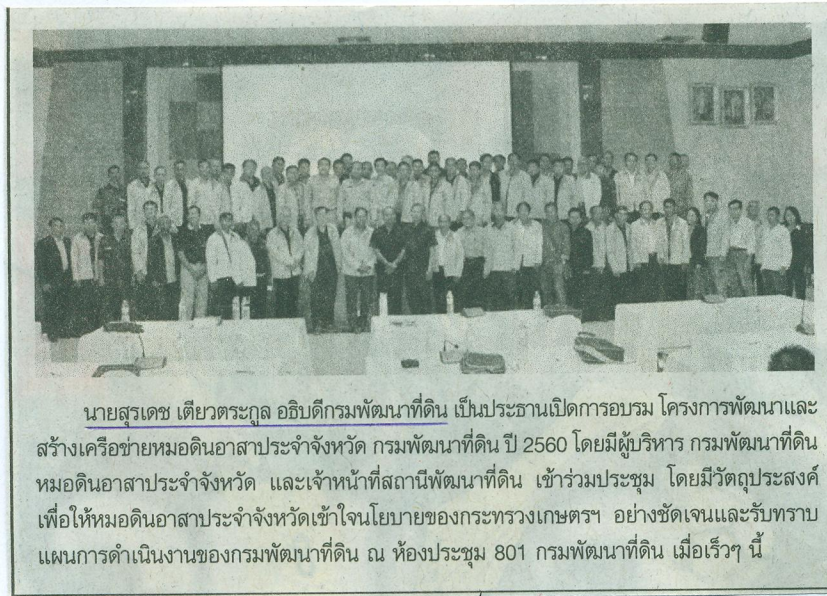 นายสุรเดช เตียวตระกูล อธิบดีกรมพัฒนาที่ดิน เป็นประธานเปิดการอบรม โครงการพัฒนาและ
สร้างเครือข่ายหมอดินอาสาประจำจังหวัด กรมพัฒนาที่ดิน ปี 2560 โดยมีผู้บริหาร กรมพัฒนาที่ดิน
หมอดินอาสาประจำจังหวัด และเจ้าหน้าที่สถานีพัฒนาที่ดิน เข้าร่วมประชุม โดยมีวัตถุประสงค์
เพื่อให้หมอดินอาสาประจำจังหวัดเข้าใจนโยบายของกระทรวงเกษตรฯ อย่างชัดเจนและรับทราบ
แผนการดำเนินงานของกรมพัฒนาที่ดิน ณ ห้องประชุม 801 กรมพัฒนาที่ดิน เมื่อเร็วๆ นี้